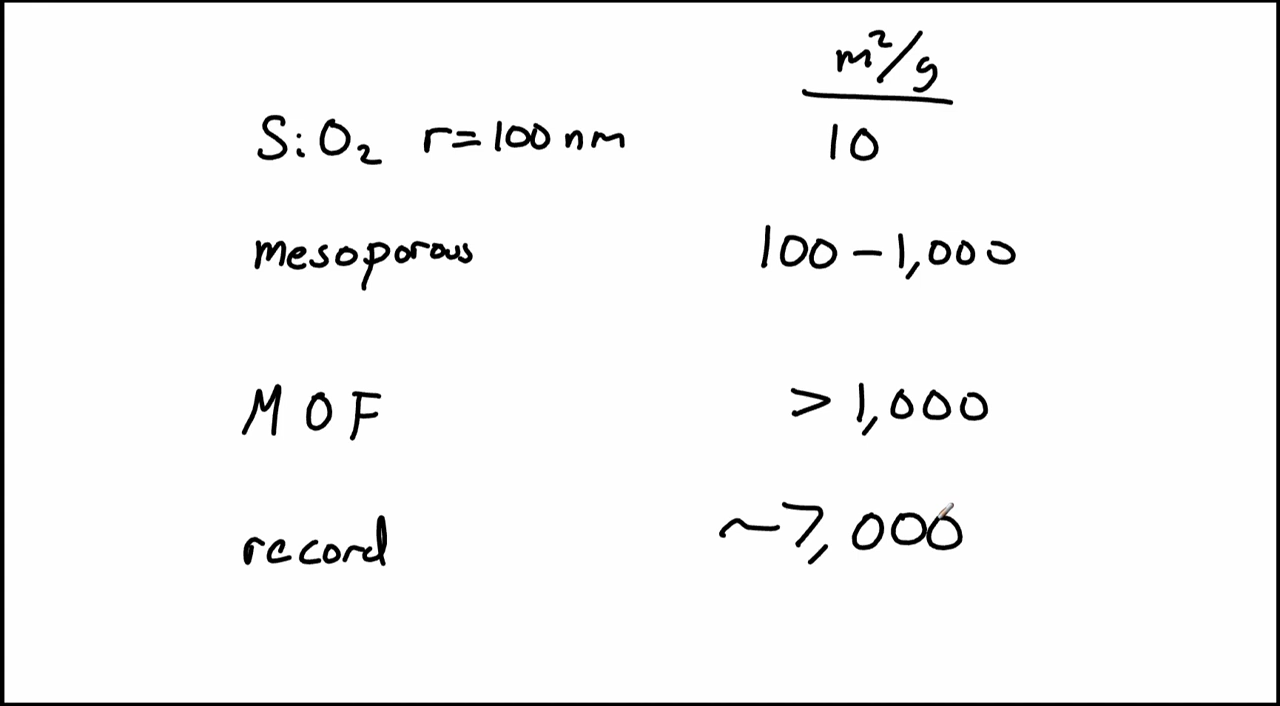 m²/g
SiO₂ r=100 nm 10
mesoporous 100 – 1,000
MOF > 1,000
record ~7,000